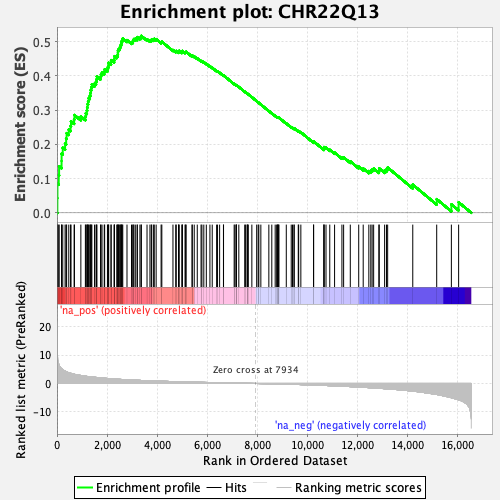 Enrichment plot: CHR22Q13
Enrichment score (ES)
0.5
0.4
0.3
0.2
0.1
0.0
'na_pos' (positively correlated)
Ranked list metric (PreRanked)
20
10
0
-10
Zero cross at 7934
'na_neg' (negatively correlated)
0
2,000
4,000
6,000
8,000
10,000
12,000
14,000
16,000
Rank in Ordered Dataset
Enrichment profile
Hits
Ranking metric scores